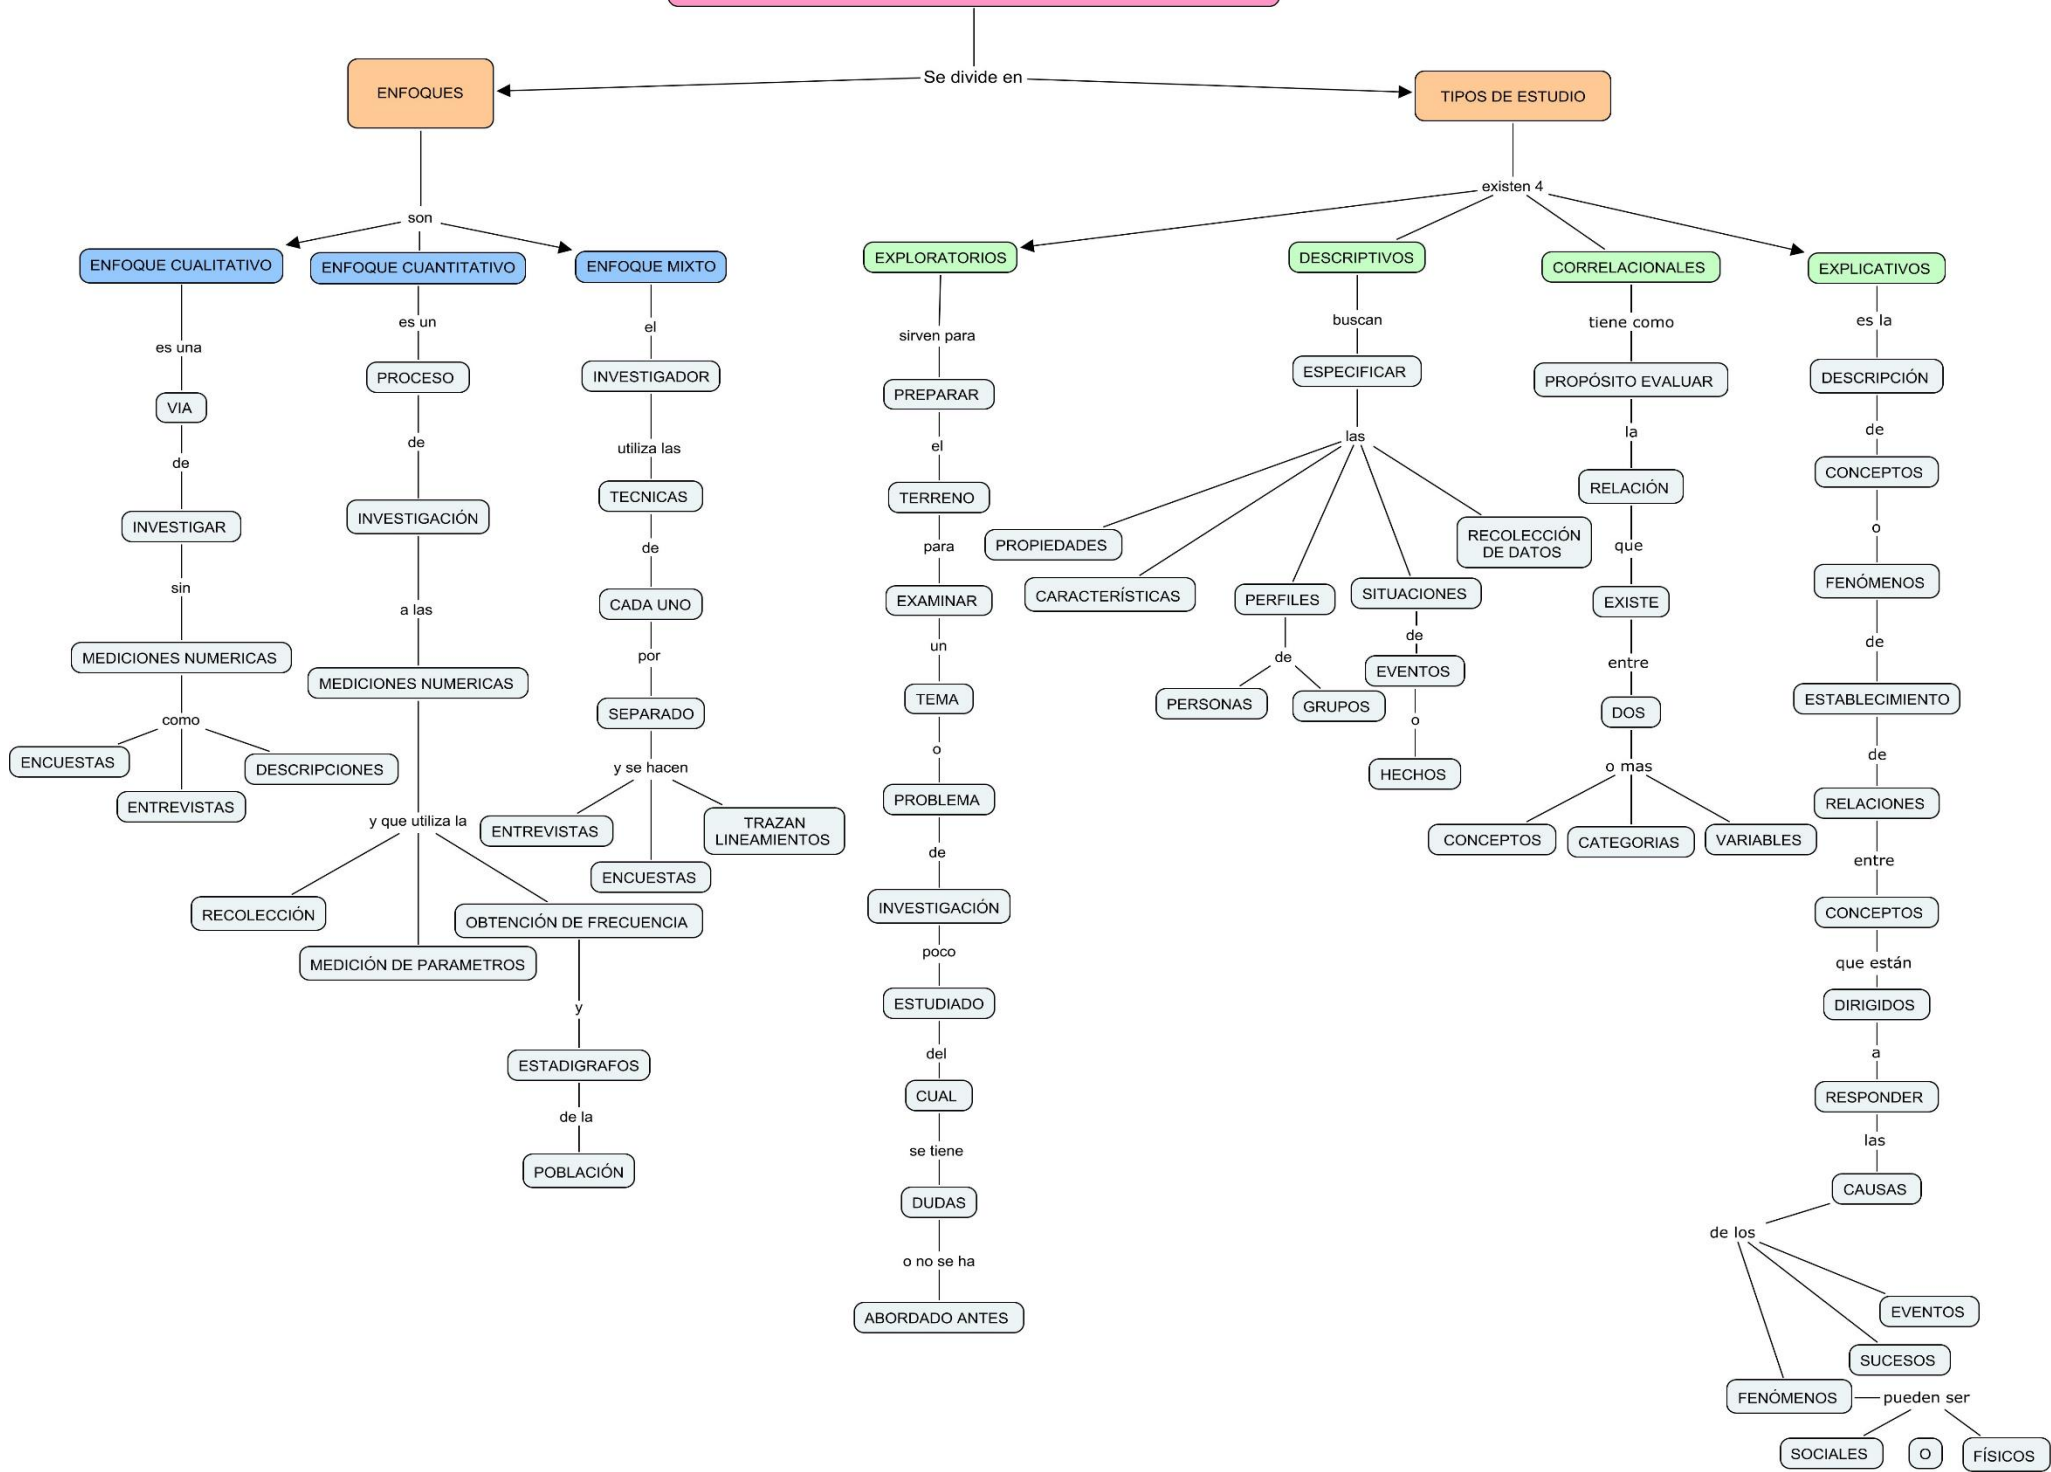 Se divide en
ENFOQUES
TIPOS DE ESTUDIO
son
ENFOQUE CUALITATIVO
es una
VIA
de
INVESTIGAR
sin
MEDICIONES NUMERICAS
como
ENCUESTAS
ENTREVISTAS
DESCRIPCIONES
ENFOQUE CUANTITATIVO
es un
PROCESO
de
INVESTIGACIÓN
a las
MEDICIONES NUMERICAS
y que utiliza la
RECOLECCIÓN
MEDICIÓN DE PARAMETROS
OBTENCIÓN DE FRECUENCIA
y
ESTADIGRAFOS
de la
POBLACIÓN
ENFOQUE MIXTO
el
INVESTIGADOR
utiliza las
TECNICAS
de
CADA UNO
por
SEPARADO
y se hacen
ENTREVISTAS
ENCUESTAS
TRAZAN
LINEAMIENTOS
existen 4
EXPLORATORIOS
sirven para
PREPARAR
el
TERRENO
para
EXAMINAR
un
TEMA
o
PROBLEMA
de
INVESTIGACIÓN
poco
ESTUDIADO
del
CUAL
se tiene
DUDAS
o no se ha
ABORDADO ANTES
DESCRIPTIVOS
buscan
ESPECIFICAR
las
PROPIEDADES
CARACTERÍSTICAS
PERFILES
de
PERSONAS
GRUPOS
SITUACIONES
de
EVENTOS
o
HECHOS
RECOLECCIÓN
DE DATOS
CORRELACIONALES
tiene como
PROPÓSITO EVALUAR
la
RELACIÓN
que
EXISTE
entre
DOS
o mas
CONCEPTOS
CATEGORIAS
VARIABLES
EXPLICATIVOS
es la
DESCRIPCIÓN
de
CONCEPTOS
o
FENÓMENOS
de
ESTABLECIMIENTO
de
RELACIONES
entre
CONCEPTOS
que están
DIRIGIDOS
a
RESPONDER
las
CAUSAS
de los
EVENTOS
SUCESOS
FENÓMENOS
pueden ser
SOCIALES
O
FÍSICOS